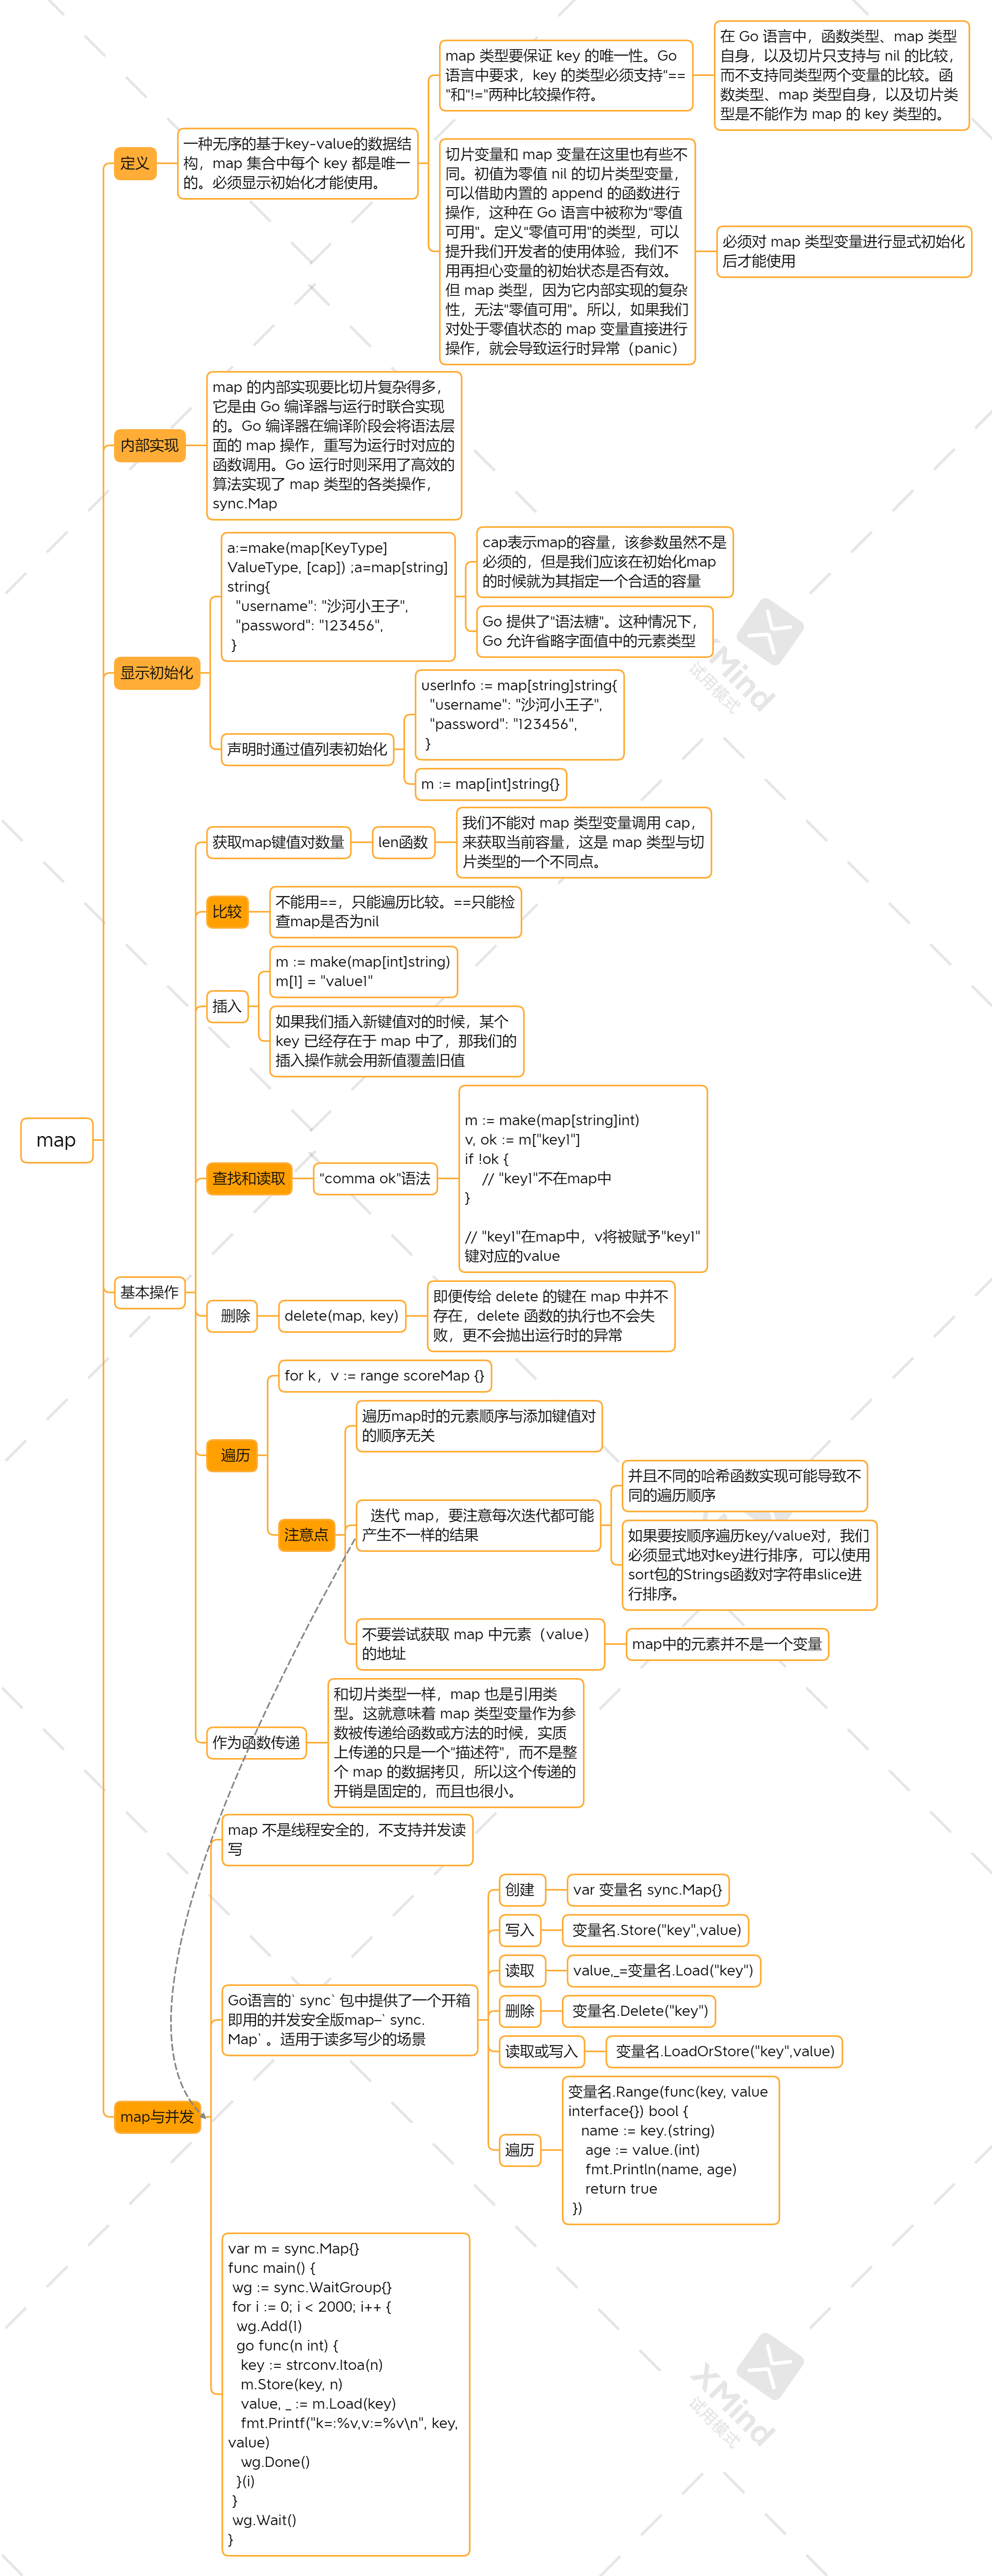 map
定义
一种无序的基于key-value的数据结
构，map 集合中每个 key 都是唯一
的。必须显示初始化才能使用。
map 类型要保证 key 的唯一性。Go
语言中要求，key 的类型必须支持"==
"和"!="两种比较操作符。
在 Go 语言中，函数类型、map 类型
自身，以及切片只支持与 nil 的比较，
而不支持同类型两个变量的比较。函
数类型、map 类型自身，以及切片类
型是不能作为 map 的 key 类型的。
切片变量和 map 变量在这里也有些不
同。初值为零值 nil 的切片类型变量，
可以借助内置的 append 的函数进行
操作，这种在 Go 语言中被称为"零值
可用"。定义"零值可用"的类型，可以
提升我们开发者的使用体验，我们不
用再担心变量的初始状态是否有效。
但 map 类型，因为它内部实现的复杂
性，无法"零值可用"。所以，如果我们
对处于零值状态的 map 变量直接进行
操作，就会导致运行时异常（panic）
必须对 map 类型变量进行显式初始化
后才能使用
内部实现
map 的内部实现要比切片复杂得多，
它是由 Go 编译器与运行时联合实现
的。Go 编译器在编译阶段会将语法层
面的 map 操作，重写为运行时对应的
函数调用。Go 运行时则采用了高效的
算法实现了 map 类型的各类操作，
sync.Map
显示初始化
a:=make(map[KeyType]
ValueType, [cap]) ;a=map[string]
string{
"username": "沙河小王子",
"password": "123456",
}
cap表示map的容量，该参数虽然不是
必须的，但是我们应该在初始化map
的时候就为其指定一个合适的容量
Go 提供了"语法糖"。这种情况下，
Go 允许省略字面值中的元素类型
声明时通过值列表初始化
userInfo := map[string]string{
"username": "沙河小王子",
"password": "123456",
}
m := map[int]string{}
基本操作
获取map键值对数量
len函数
我们不能对 map 类型变量调用 cap，
来获取当前容量，这是 map 类型与切
片类型的一个不同点。
比较
不能用==，只能遍历比较。==只能检
查map是否为nil
插入
m := make(map[int]string)
m[1] = "value1"
如果我们插入新键值对的时候，某个
key 已经存在于 map 中了，那我们的
插入操作就会用新值覆盖旧值
查找和读取
"comma ok"语法
m := make(map[string]int)
v, ok := m["key1"]
if !ok {
// "key1"不在map中
}
// "key1"在map中，v将被赋予"key1"
键对应的value
删除
delete(map, key)
即便传给 delete 的键在 map 中并不
存在，delete 函数的执行也不会失
败，更不会抛出运行时的异常
遍历
for k，v := range scoreMap {}
注意点
遍历map时的元素顺序与添加键值对
的顺序无关
迭代 map，要注意每次迭代都可能
产生不一样的结果
并且不同的哈希函数实现可能导致不
同的遍历顺序
如果要按顺序遍历key/value对，我们
必须显式地对key进行排序，可以使用
sort包的Strings函数对字符串slice进
行排序。
不要尝试获取 map 中元素（value）
的地址
map中的元素并不是一个变量
作为函数传递
和切片类型一样，map 也是引用类
型。这就意味着 map 类型变量作为参
数被传递给函数或方法的时候，实质
上传递的只是一个"描述符"，而不是整
个 map 的数据拷贝，所以这个传递的
开销是固定的，而且也很小。
map与并发
map 不是线程安全的，不支持并发读
写
Go语言的`sync`包中提供了一个开箱
即用的并发安全版map–`sync.
Map`。适用于读多写少的场景
创建
var 变量名 sync.Map{}
写入
变量名.Store("key",value)
读取
value,_=变量名.Load("key")
删除
变量名.Delete("key")
读取或写入
变量名.LoadOrStore("key",value)
遍历
变量名.Range(func(key, value
interface{}) bool {
name := key.(string)
age := value.(int)
fmt.Println(name, age)
return true
})
var m = sync.Map{}
func main() {
wg := sync.WaitGroup{}
for i := 0; i < 2000; i++ {
wg.Add(1)
go func(n int) {
key := strconv.Itoa(n)
m.Store(key, n)
value, _ := m.Load(key)
fmt.Printf("k=:%v,v:=%v\n", key,
value)
wg.Done()
}(i)
}
wg.Wait()
}
XMind
试用模式
XMind
试用模式